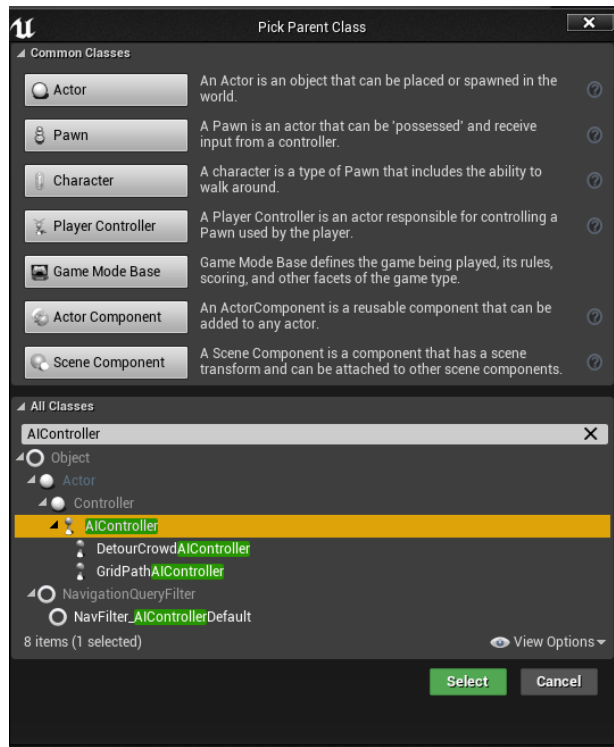 Pick Parent Class
Common Classes
Actor
An Actor is an object that can be placed or spawned in the
world.
Pawn
A Pawn is an actor that can be 'possessed' and receive
input from a controller.
Character
A character is a type of Pawn that includes the ability to
walk around.
Player Controller
A Player Controller is an actor responsible for controlling a
Pawn used by the player.
Game Mode Base
Game Mode Base defines the game being played, its rules,
scoring, and other facets of the game type.
Actor Component
An ActorComponent is a reusable component that can be
added to any actor.
Scene Component
A Scene Component is a component that has a scene
transform and can be attached to other scene components.
All Classes
AIController
Object
Actor
Controller
AIController
DetourCrowdAIController
GridPathAIController
NavigationQueryFilter
NavFilter_AIControllerDefault
8 items (1 selected)
View Options
Select
Cancel